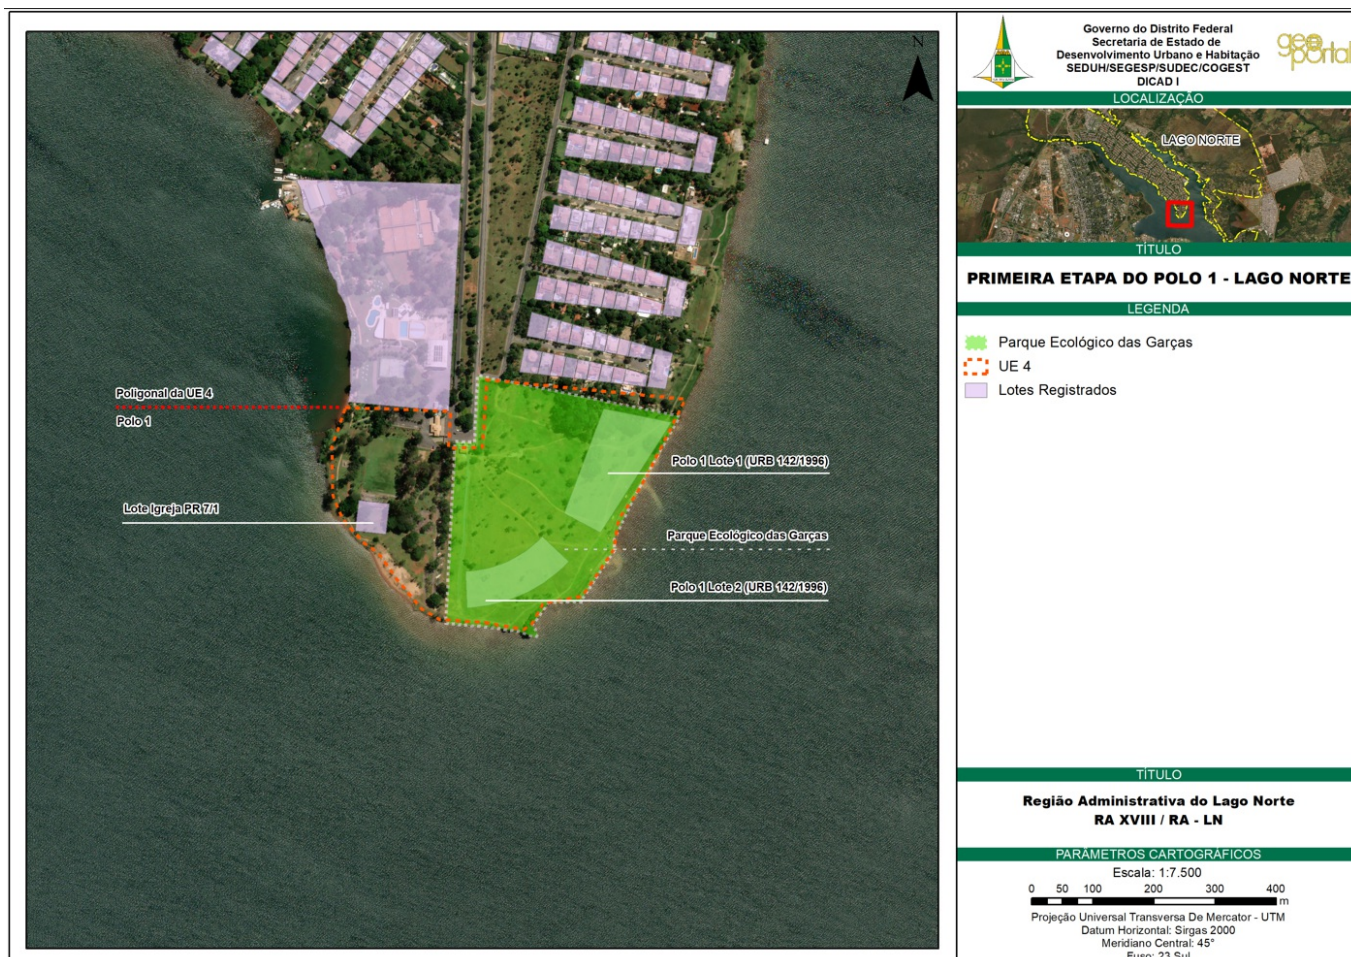 N
Poligonal da UE 4
Polo 1
Lote Igreja PR 7/1
Polo 1 Lote 1 (URB 142/1996)
Parque Ecológico das Garças
Polo 1 Lote 2 (URB 142/1996)
Governo do Distrito Federal
Secretaria de Estado de
Desenvolvimento Urbano e Habitação
SEDUH/SEGESP/SUDEC/COGEST
DICAD I
geo
portal
LOCALIZAÇÃO
LAGO NORTE
TÍTULO
PRIMEIRA ETAPA DO POLO 1 - LAGO NORTE
LEGENDA
Parque Ecológico das Garças
UE 4
Lotes Registrados
TÍTULO
Região Administrativa do Lago Norte
RA XVIII / RA - LN
PARÂMETROS CARTOGRÁFICOS
Escala: 1:7.500
0 50 100 200 300 400
m
Projeção Universal Transversa De Mercator - UTM
Datum Horizontal: Sirgas 2000
Meridiano Central: 45°
Fuso: 23 Sul